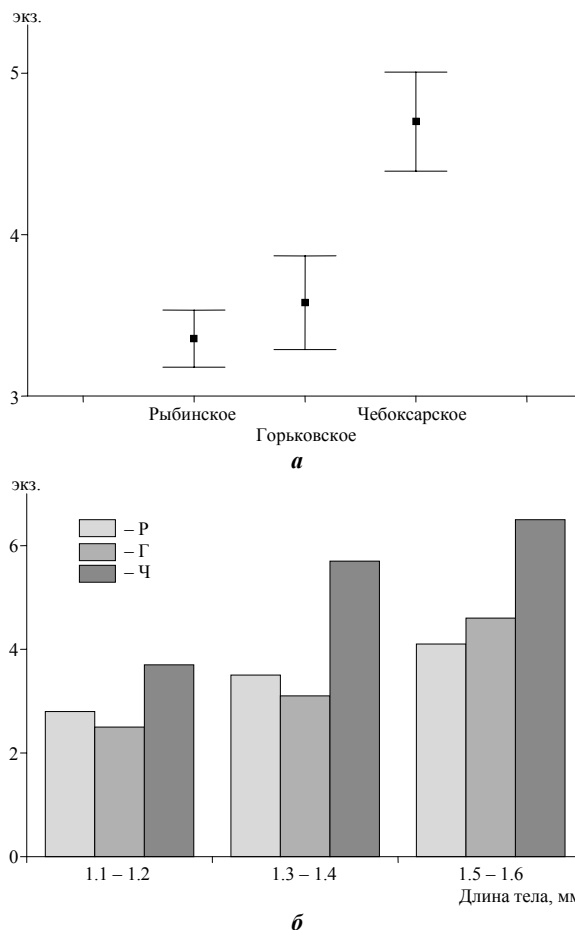 экз.
5
4
3
Рыбинское
Чебоксарское
Горьковское
а
экз.
– Р
– Г
– Ч
6
4
2
0
1.1 – 1.2
1.3 – 1.4
1.5 – 1.6
Длина тела, мм
б